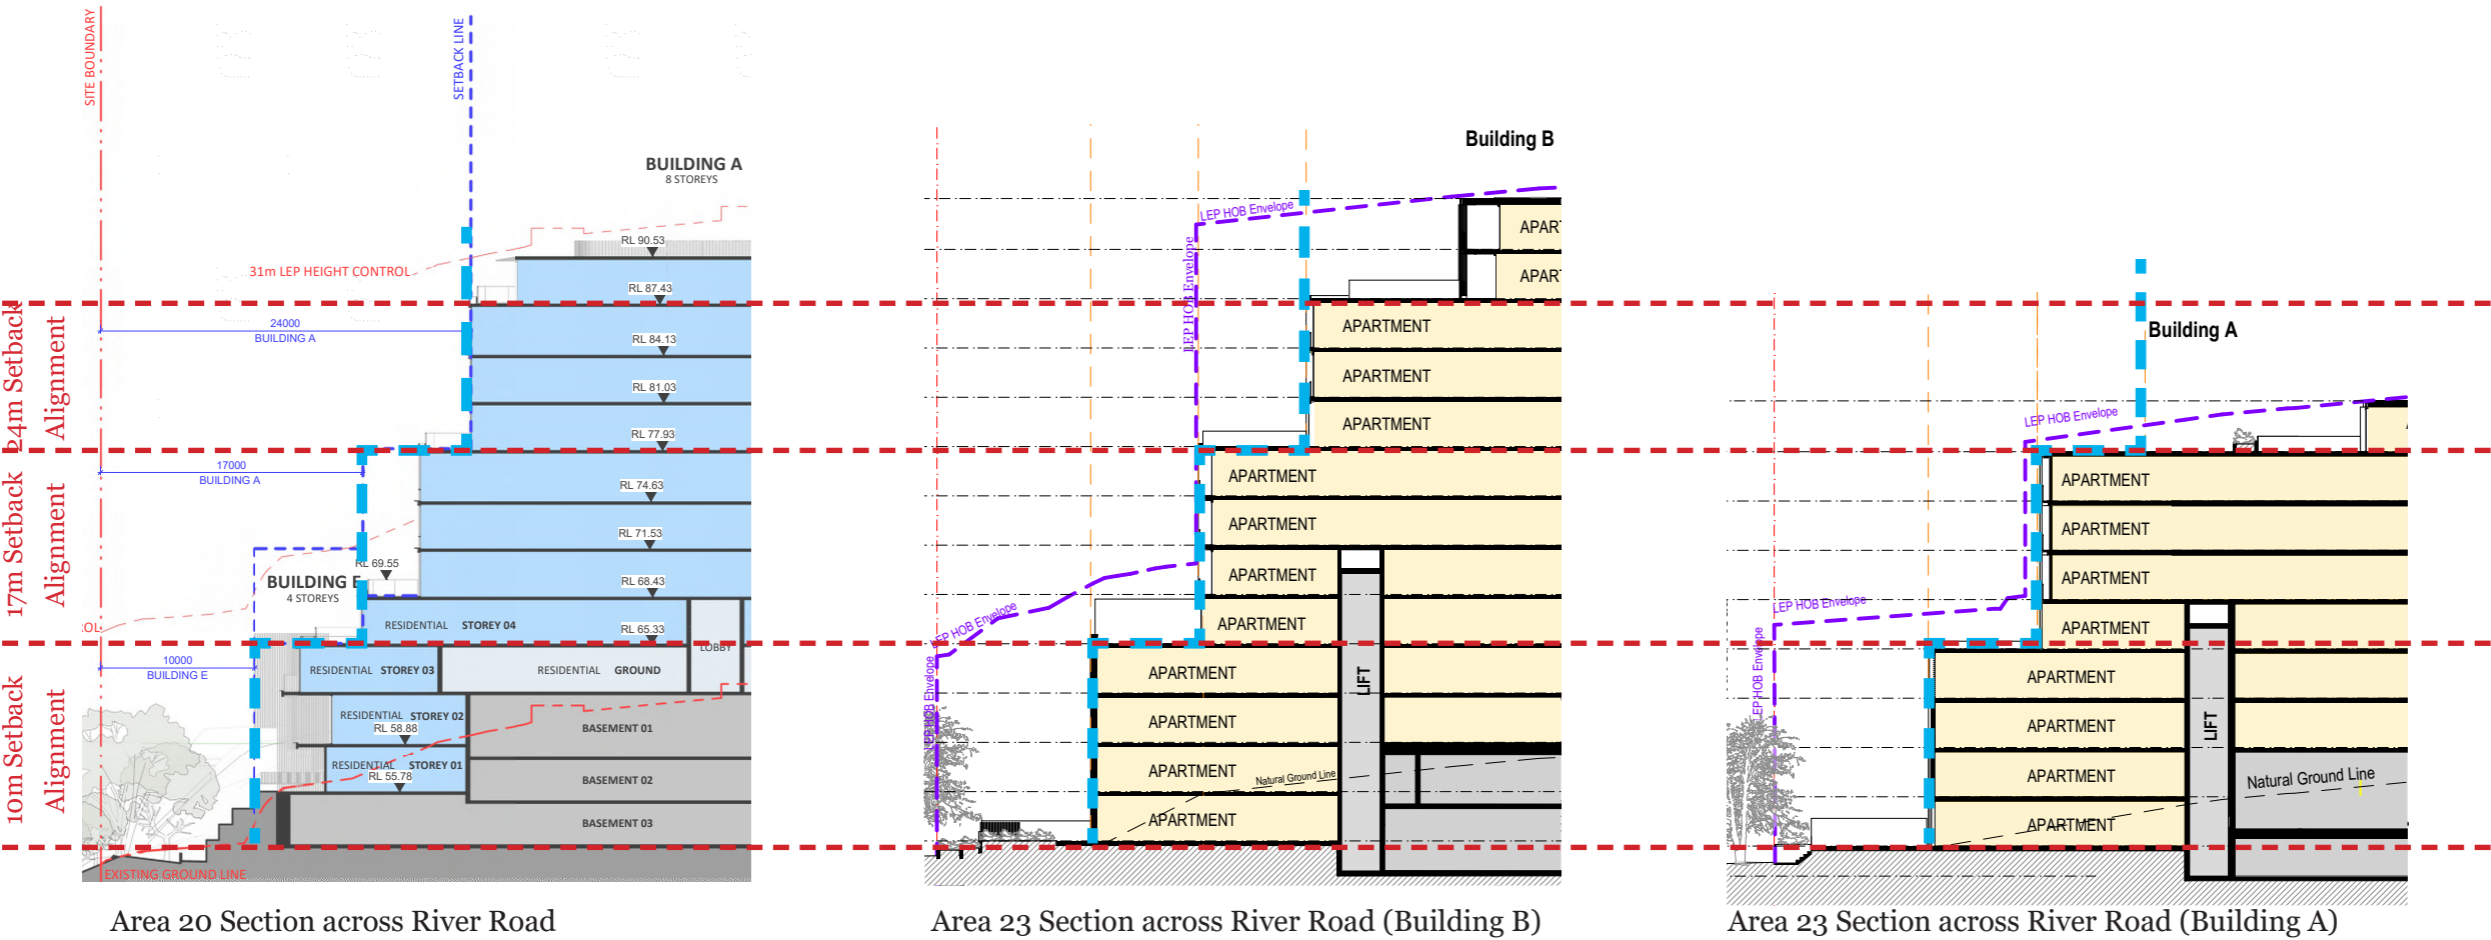 24m Setback
Alignment
17m Setback
Alignment
10m Setback
Alignment
SITE BOUNDARY
SETBACK LINE
BUILDING A
8 STOREYS
31m LEP HEIGHT CONTROL
RL 90.53
RL 87.43
24000
BUILDING A
RL 84.13
RL 81.03
RL 77.93
17000
BUILDING A
RL 74.63
RL 71.53
RL 69.55
BUILDING E
4 STOREYS
RL 68.43
RESIDENTIAL STOREY 04
RL 65.33
LOBBY
10000
BUILDING E
RESIDENTIAL STOREY 03
RESIDENTIAL GROUND
RESIDENTIAL STOREY 02
RL 58.88
BASEMENT 01
RESIDENTIAL STOREY 01
RL 55.78
BASEMENT 02
BASEMENT 03
EXISTING GROUND LINE
Area 20 Section across River Road
Building B
LEP HOB Envelope
LEP HOB Envelope
APAR
APAR
APARTMENT
APARTMENT
APARTMENT
APARTMENT
APARTMENT
APARTMENT
LEP HOB Envelope
APARTMENT
LEP HOB Envelope
APARTMENT
LIFT
APARTMENT
APARTMENT
Natural Ground Line
APARTMENT
Area 23 Section across River Road (Building B)
Building A
LEP HOB Envelope
APARTMENT
APARTMENT
APARTMENT
LEP HOB Envelope
APARTMENT
LEP HOB Envelope
APARTMENT
APARTMENT
LIFT
APARTMENT
Natural Ground Line
APARTMENT
Area 23 Section across River Road (Building A)